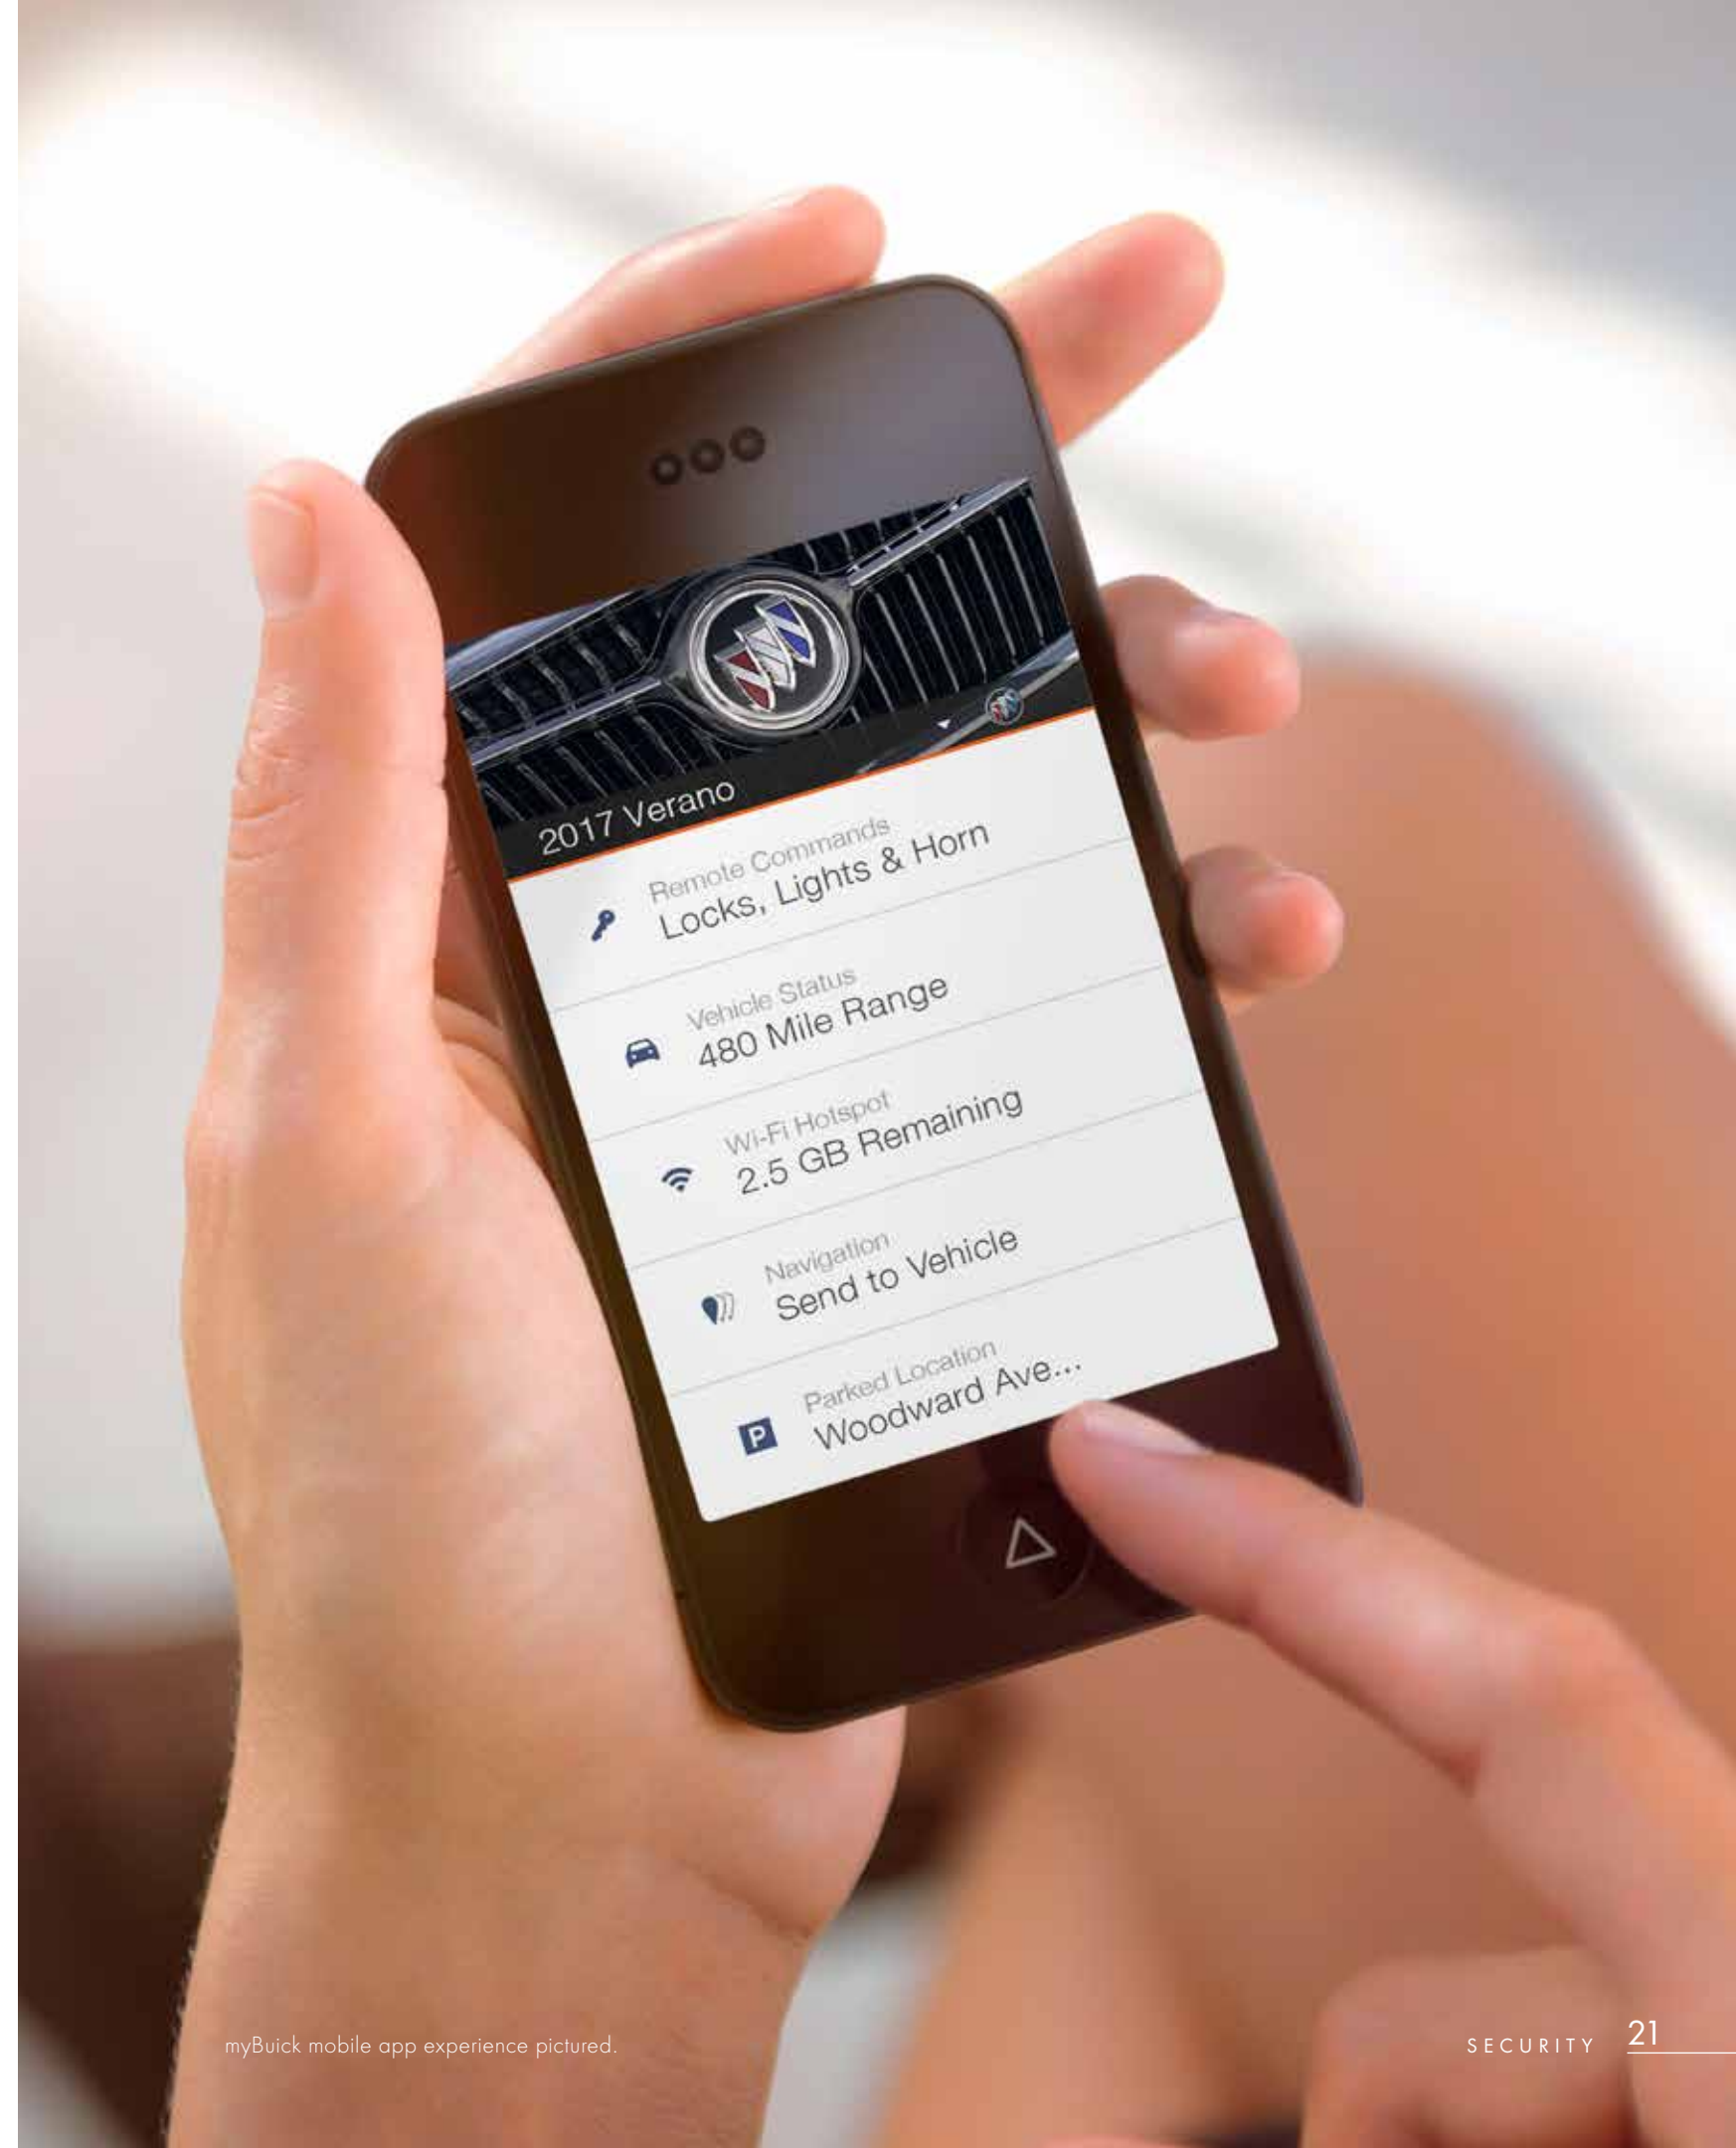 2017 Verano
Remote Commands
Locks, Lights & Horn
Vehicle Status
480 Mile Range
Wi-Fi Hotspot
2.5 GB Remaining
Navigation
Send to Vehicle
Parked Location
P
Woodward Ave...
myBuick mobile app experience pictured.
SECURITY 21